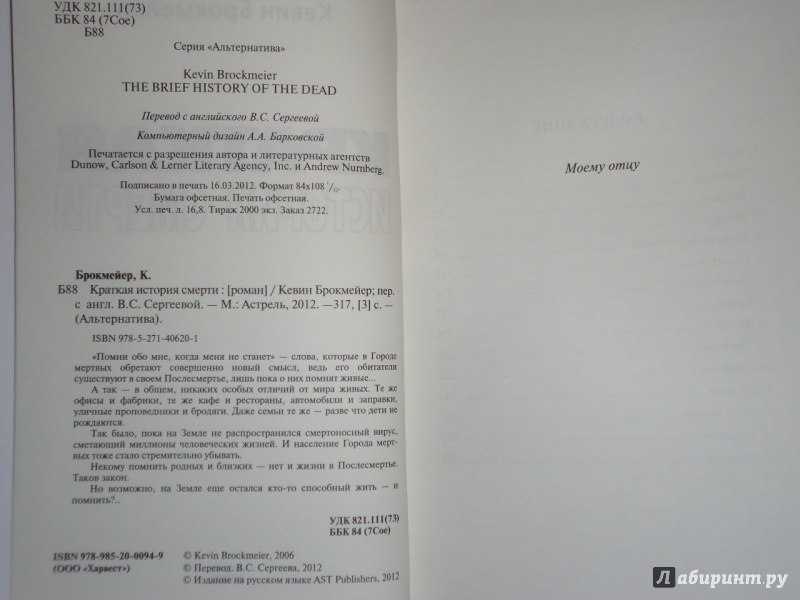 УДК 821.111(73)
ББК 84 (7Сое)
Б88
Серия «Альтернатива»
Kevin Brockmeier
THE BRIEF HISTORY OF THE DEAD
Перевод с английского В.С. Сергеевой
Компьютерный дизайн А.А. Барковской
Печатается с разрешения автора и литературных агентств
Dunow, Carlson & Lerner Literary Agency, Inc. и Andrew Nurnberg.
Подписано в печать 16.03.2012. Формат 84x108 1/32.
Бумага офсетная. Печать офсетная.
Усл. печ. л. 16,8. Тираж 2000 экз. Заказ 2722.
Брокмейер, К.
Б88 Краткая история смерти : [роман] / Кевин Брокмейер; пер.
с англ. В.С. Сергеевой. — М.: Астрель, 2012. —317, [3] с. –
(Альтернатива).
ISBN 978-5-271-40620-1
«Помни обо мне, когда меня не станет» — слова, которые в Городе
мертвых обретают совершенно новый смысл, ведь его обитатели
существуют в своем Послесмертье, лишь пока о них помнят живые...
А так — в общем, никаких особых отличий от мира живых. Те же
офисы и фабрики, те же кафе и рестораны, автомобили и заправки,
уличные проповедники и бродяги. Даже семьи те же — разве что дети не
рождаются.
Так было, пока на Земле не распространился смертоносный вирус,
сметающий миллионы человеческих жизней. И население Города мерт-
вых тоже стало стремительно убывать.
Некому помнить родных и близких — нет и жизни в Послесмертье.
Таков закон.
Но возможно, на Земле еще остался кто-то способный жить — и
помнить?..
УДК 821.111(73)
ББК 84 (7Сое)
ISBN 978-985-20-0094-9
(ООО «Харвест»)
© Kevin Brockmeier, 2006
© Перевод. В.С. Сергеева, 2012
© Издание на русском языке AST Publishers, 2012
Моему отцу
Лабиринт.ру